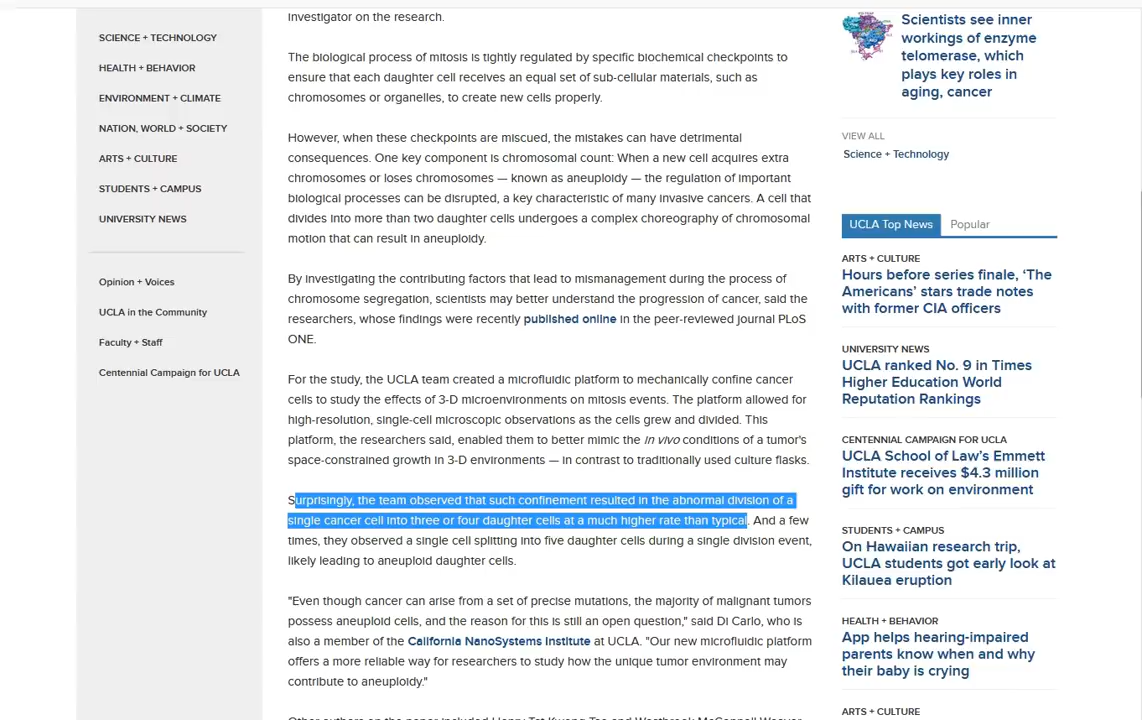 SCIENCE + TECHNOLOGY
HEALTH + BEHAVIOR
ENVIRONMENT + CLIMATE
NATION, WORLD + SOCIETY
ARTS + CULTURE
STUDENTS + CAMPUS
UNIVERSITY NEWS
Opinion + Voices
UCLA in the Community
Faculty + Staff
Centennial Campaign for UCLA
investigator on the research.
The biological process of mitosis is tightly regulated by specific biochemical checkpoints to
ensure that each daughter cell receives an equal set of sub-cellular materials, such as
chromosomes or organelles, to create new cells properly.
However, when these checkpoints are miscued, the mistakes can have detrimental
consequences. One key component is chromosomal count: When a new cell acquires extra
chromosomes or loses chromosomes — known as aneuploidy — the regulation of important
biological processes can be disrupted, a key characteristic of many invasive cancers. A cell that
divides into more than two daughter cells undergoes a complex choreography of chromosomal
motion that can result in aneuploidy.
By investigating the contributing factors that lead to mismanagement during the process of
chromosome segregation, scientists may better understand the progression of cancer, said the
researchers, whose findings were recently published online in the peer-reviewed journal PLoS
ONE.
For the study, the UCLA team created a microfluidic platform to mechanically confine cancer
cells to study the effects of 3-D microenvironments on mitosis events. The platform allowed for
high-resolution, single-cell microscopic observations as the cells grew and divided. This
platform, the researchers said, enabled them to better mimic the in vivo conditions of a tumor's
space-constrained growth in 3-D environments — in contrast to traditionally used culture flasks.
Surprisingly, the team observed that such confinement resulted in the abnormal division of a
single cancer cell into three or four daughter cells at a much higher rate than typical. And a few
times, they observed a single cell splitting into five daughter cells during a single division event,
likely leading to aneuploid daughter cells.
"Even though cancer can arise from a set of precise mutations, the majority of malignant tumors
possess aneuploid cells, and the reason for this is still an open question," said Di Carlo, who is
also a member of the California NanoSystems Institute at UCLA. "Our new microfluidic platform
offers a more reliable way for researchers to study how the unique tumor environment may
contribute to aneuploidy."
Scientists see inner
workings of enzyme
telomerase, which
plays key roles in
aging, cancer
VIEW ALL
Science + Technology
UCLA Top News Popular
ARTS + CULTURE
Hours before series finale, ‘The
Americans’ stars trade notes
with former CIA officers
UNIVERSITY NEWS
UCLA ranked No. 9 in Times
Higher Education World
Reputation Rankings
CENTENNIAL CAMPAIGN FOR UCLA
UCLA School of Law’s Emmett
Institute receives $4.3 million
gift for work on environment
STUDENTS + CAMPUS
On Hawaiian research trip,
UCLA students got early look at
Kilauea eruption
HEALTH + BEHAVIOR
App helps hearing-impaired
parents know when and why
their baby is crying
ARTS + CULTURE